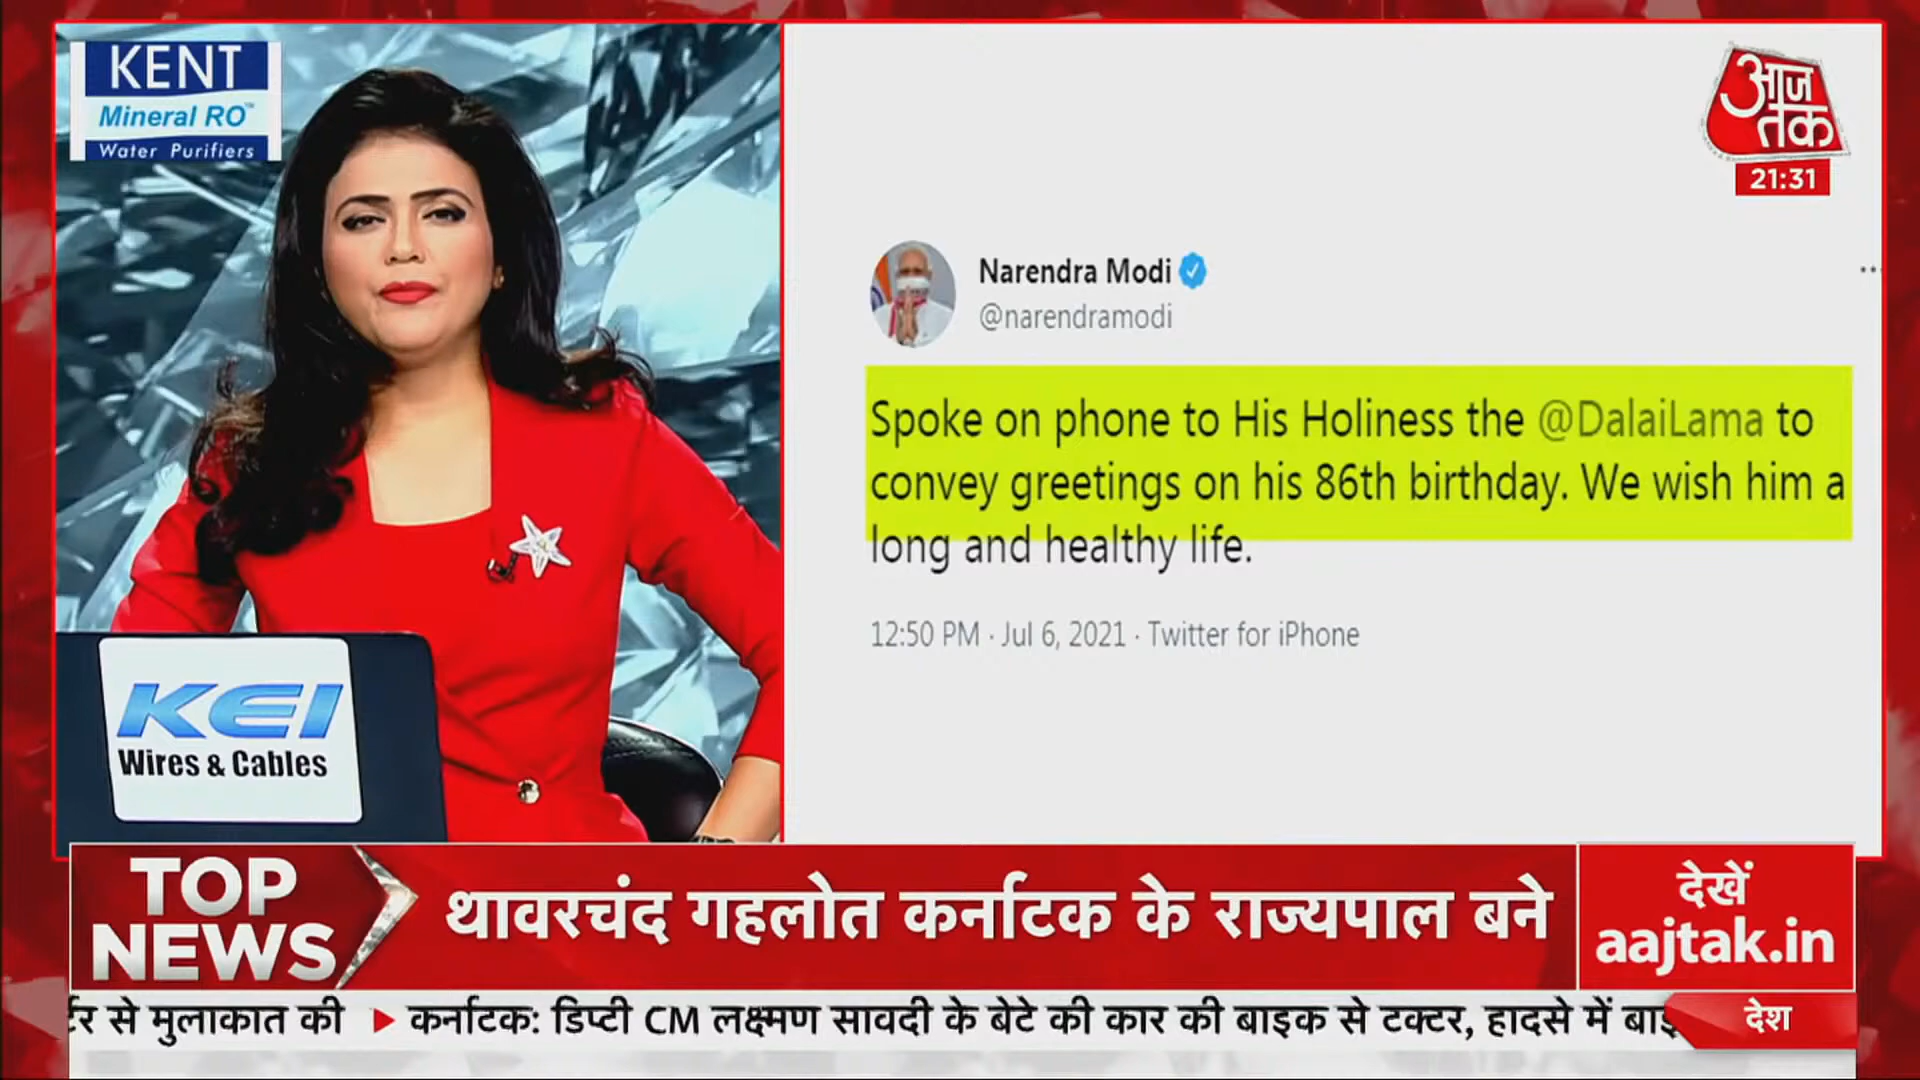 KENT
Mineral RO™
Water Purifiers
आज
तक
21:31
Narendra Modi
@narendramodi
Spoke on phone to His Holiness the @DalaiLama to
convey greetings on his 86th birthday. We wish him a
long and healthy life.
12:50 PM · Jul 6, 2021 · Twitter for iPhone
KEI
Wires & Cables
TOP
NEWS
थावरचंद गहलोत कर्नाटक के राज्यपाल बने
देखें
aajtak.in
से मुलाकात की ▶ कर्नाटक: डिप्टी CM लक्ष्मण सावदी के बेटे की कार की बाइक से टक्टर, हादसे में
देश